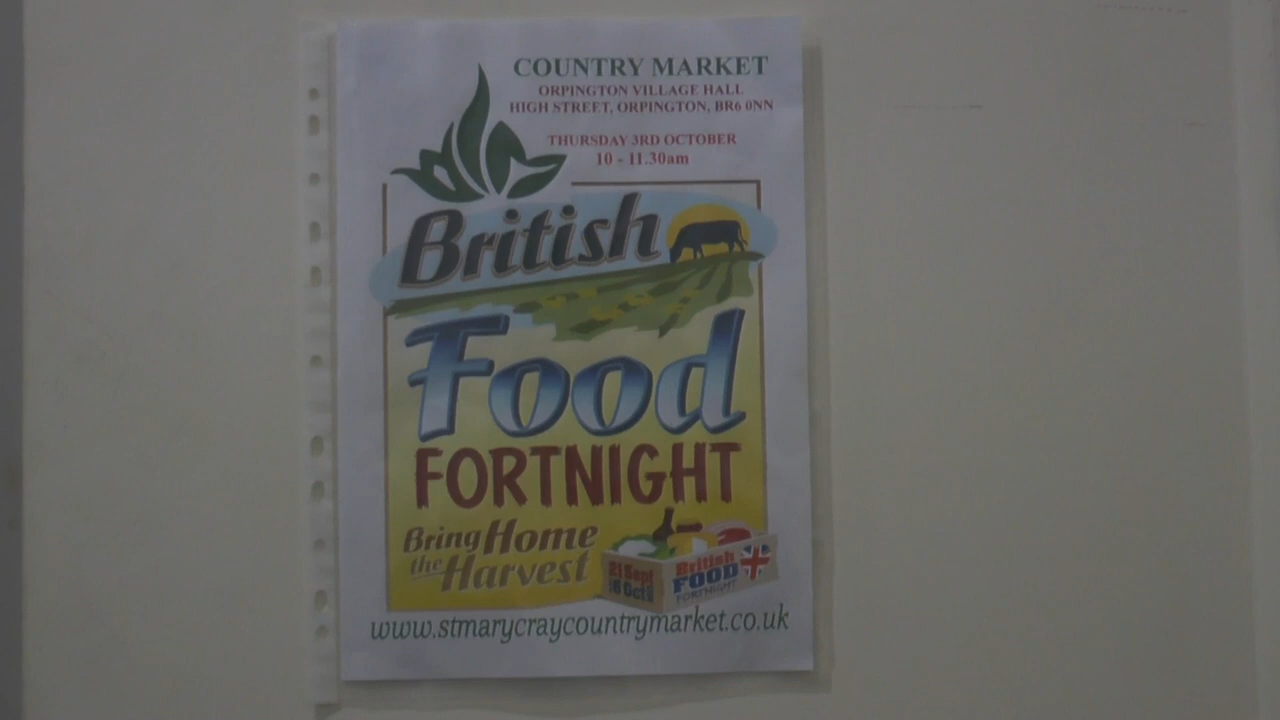 COUNTRY MARKET
ORPINGTON VILLAGE HALL
HIGH STREET, ORPINGTON, BR6 0NN
THURSDAY 3RD OCTOBER
10 - 11.30am
British
Food
FORTNIGHT
Bring Home
the Harvest
21 Sept
6 Oct
British
FOOD
FORTNIGHT
www.stmarycraycountrymarket.co.uk